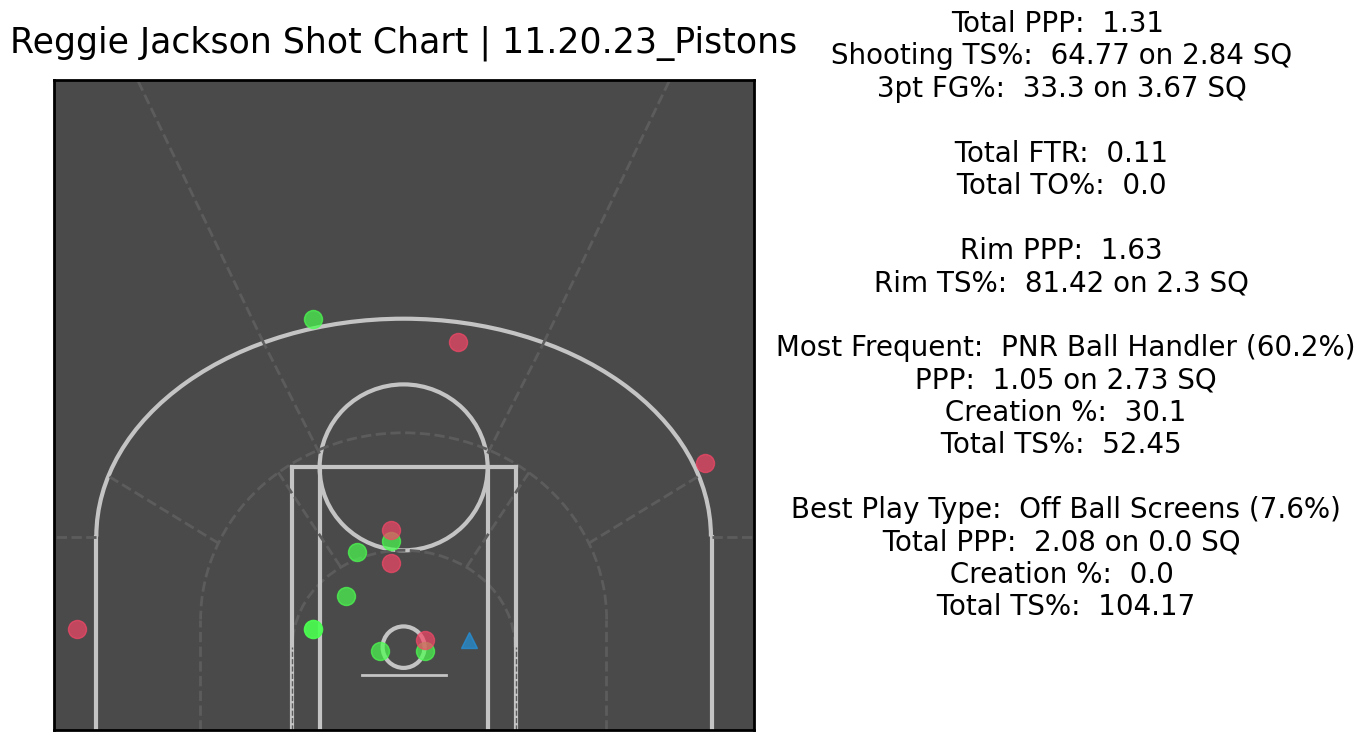 Reggie Jackson Shot Chart | 11.20.23_Pistons
Total PPP:  1.31
Shooting TS%:  64.77 on 2.84 SQ
3pt FG%:  33.3 on 3.67 SQ
Total FTR:  0.11
Total TO%:  0.0
Rim PPP:  1.63
Rim TS%:  81.42 on 2.3 SQ
Most Frequent:  PNR Ball Handler (60.2%)
PPP:  1.05 on 2.73 SQ
Creation %:  30.1
Total TS%:  52.45
Best Play Type:  Off Ball Screens (7.6%)
Total PPP:  2.08 on 0.0 SQ
Creation %:  0.0
Total TS%:  104.17